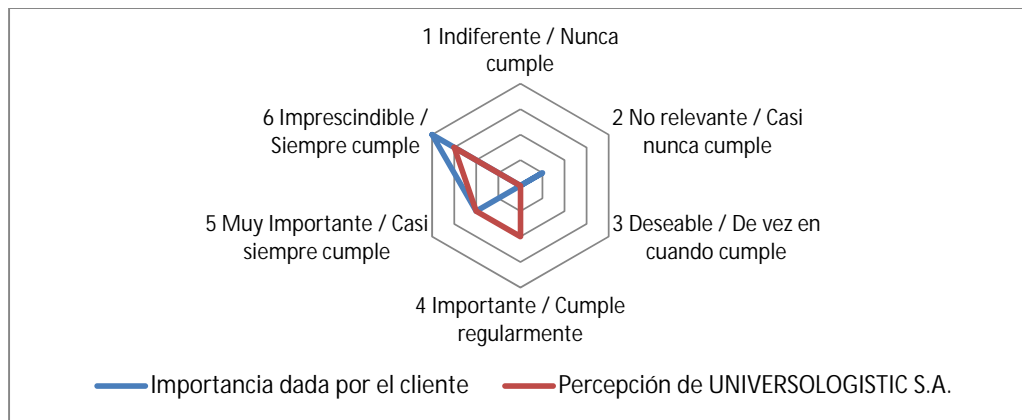 1 Indiferente / Nunca
cumple
6 Imprescindible /
Siempre cumple
2 No relevante / Casi
nunca cumple
5 Muy Importante / Casi
siempre cumple
3 Deseable / De vez en
cuando cumple
4 Importante / Cumple
regularmente
Importancia dada por el cliente
Percepción de UNIVERSOLOGISTIC S.A.